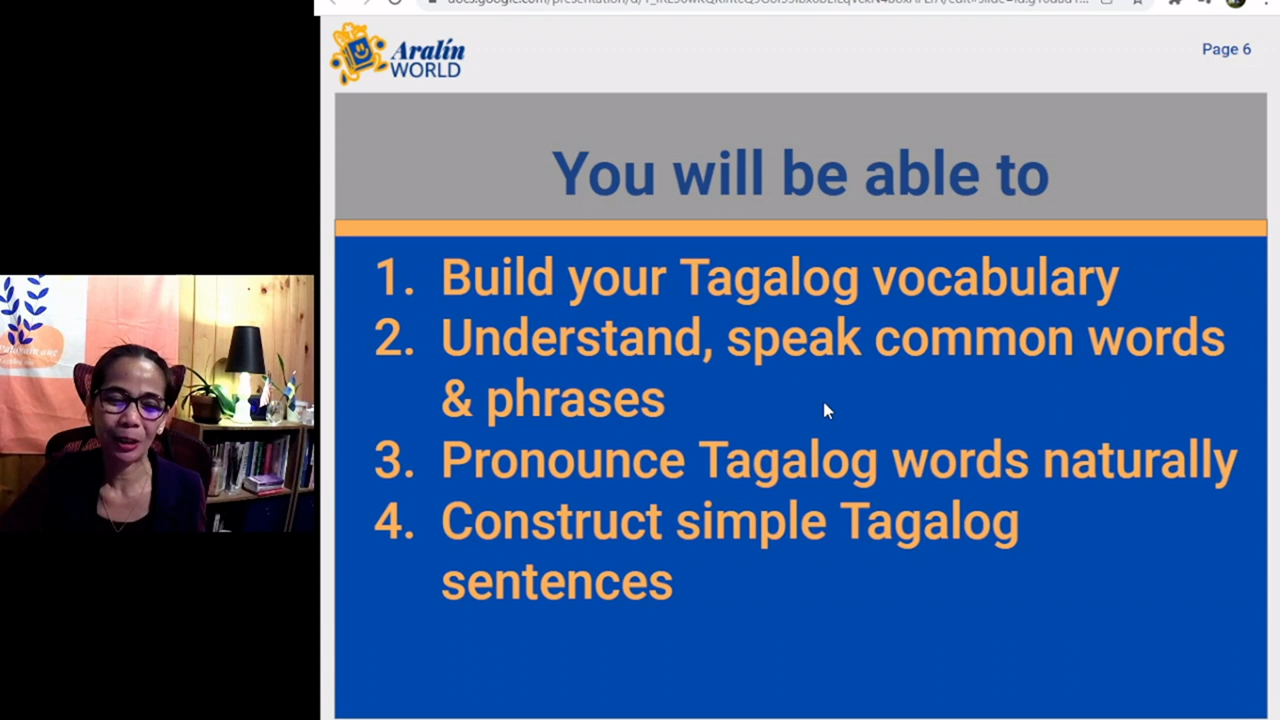 Aralín
WORLD
Page 6
You will be able to
1. Build your Tagalog vocabulary
2. Understand, speak common words
& phrases
3. Pronounce Tagalog words naturally
4. Construct simple Tagalog
sentences